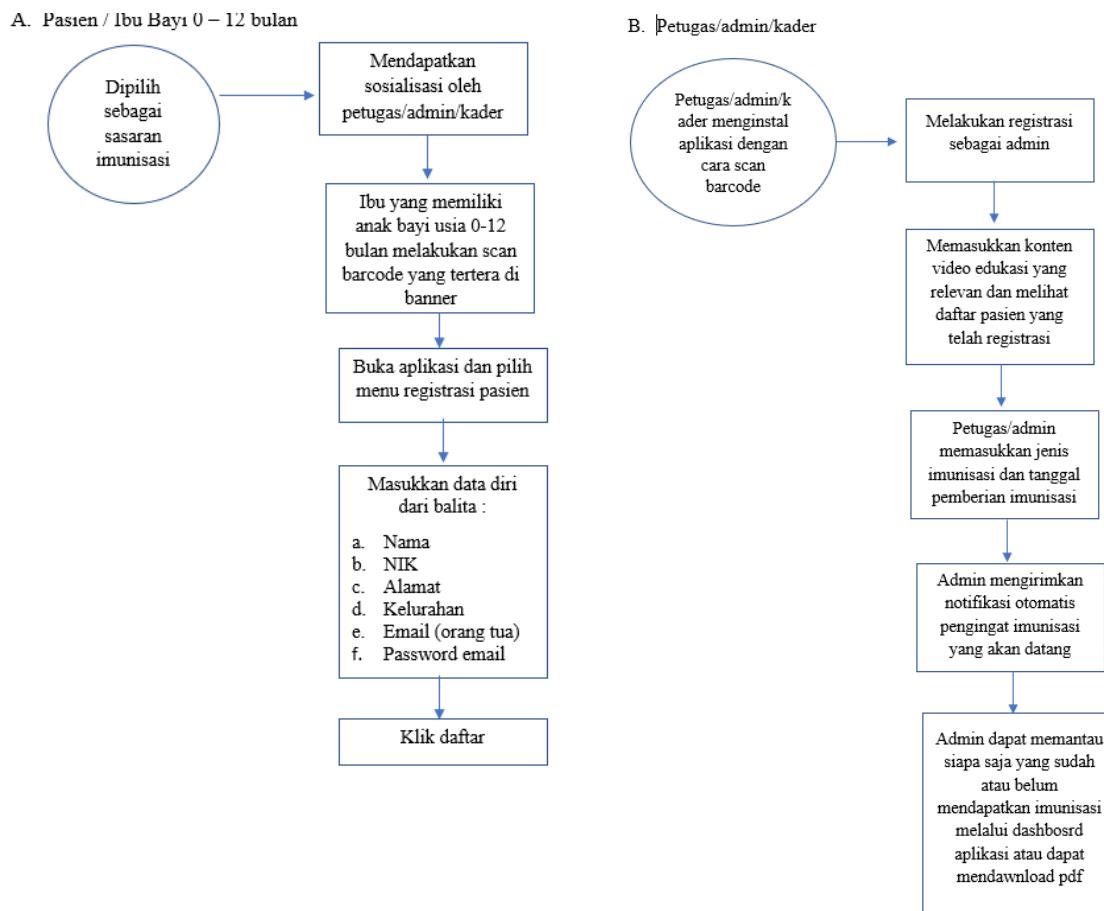 A. Pasien / Ibu Bayi 0 – 12 bulan
Dipilih
sebagai
sasaran
imunisasi
Mendapatkan
sosialisasi oleh
petugas/admin/kader
Ibu yang memiliki
anak bayi usia 0-12
bulan melakukan scan
barcode yang tertera di
banner
Buka aplikasi dan pilih
menu registrasi pasien
Masukkan data diri
dari balita :
a. Nama
b. NIK
c. Alamat
d. Kelurahan
e. Email (orang tua)
f. Password email
Klik daftar
B. Petugas/admin/kader
Petugas/admin/k
ader menginstal
aplikasi dengan
cara scan
barcode
Melakukan registrasi
sebagai admin
Memasukkan konten
video edukasi yang
relevan dan melihat
daftar pasien yang
telah registrasi
Petugas/admin
memasukkan jenis
imunisasi dan tanggal
pemberian imunisasi
Admin mengirimkan
notifikasi otomatis
pengingat imunisasi
yang akan datang
Admin dapat memantau
siapa saja yang sudah
atau belum
mendapatkan imunisasi
melalui dashbosrd
aplikasi atau dapat
mendawnload pdf